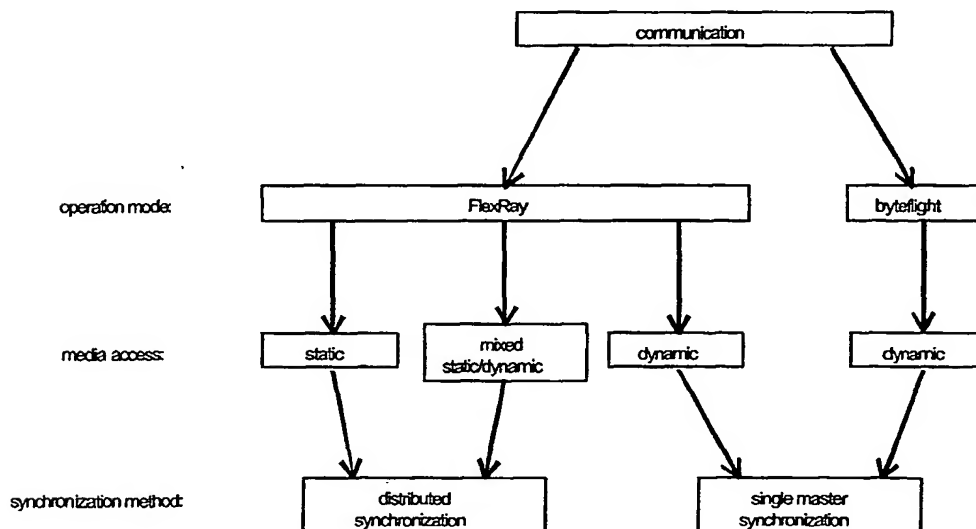 communication
operation mode:
FlexRay
byteflight
media access:
static
mixed
static/dynamic
dynamic
dynamic
synchronization method:
distributed
synchronization
single master
synchronization